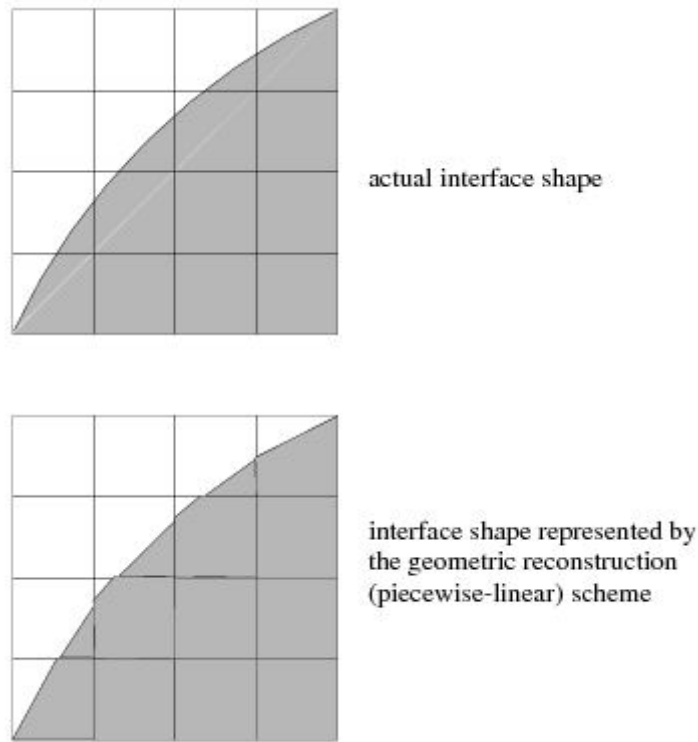 actual interface shape
interface shape represented by
the geometric reconstruction
(piecewise-linear) scheme